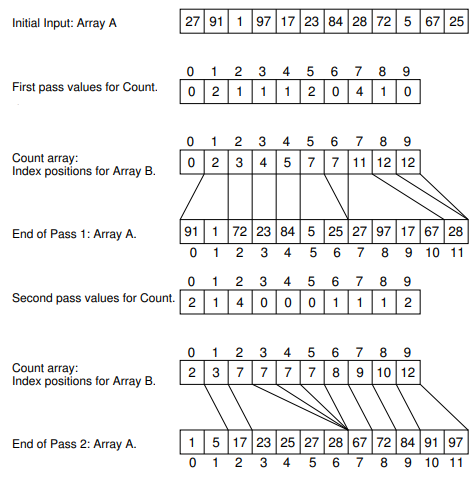 Initial Input: Array A 27 91 1 97 17 23 84 28 72 5 67 25
0 1 2 3 4 5 6 7 8 9
First pass values for Count. 0 2 1 1 1 2 0 4 1 0
0 1 2 3 4 5 6 7 8 9
Count array:
Index positions for Array B. 0 2 3 4 5 7 7 11 12 12
End of Pass 1: Array A. 91 1 72 23 84 5 25 27 97 17 67 28
0 1 2 3 4 5 6 7 8 9 10 11
0 1 2 3 4 5 6 7 8 9
Second pass values for Count. 2 1 4 0 0 0 1 1 1 2
0 1 2 3 4 5 6 7 8 9
Count array:
Index positions for Array B. 2 3 7 7 7 7 8 9 10 12
End of Pass 2: Array A. 1 5 17 23 25 27 28 67 72 84 91 97
0 1 2 3 4 5 6 7 8 9 10 11